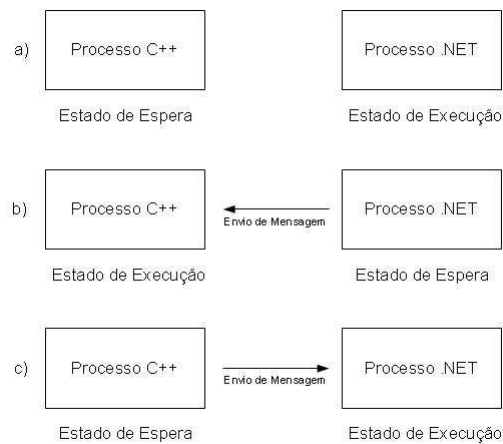 a) Processo C++ Processo .NET
Estado de Espera Estado de Execução
b) Processo C++ Envio de Mensagem Processo .NET
Estado de Execução Estado de Espera
c) Processo C++ Envio de Mensagem Processo .NET
Estado de Espera Estado de Execução